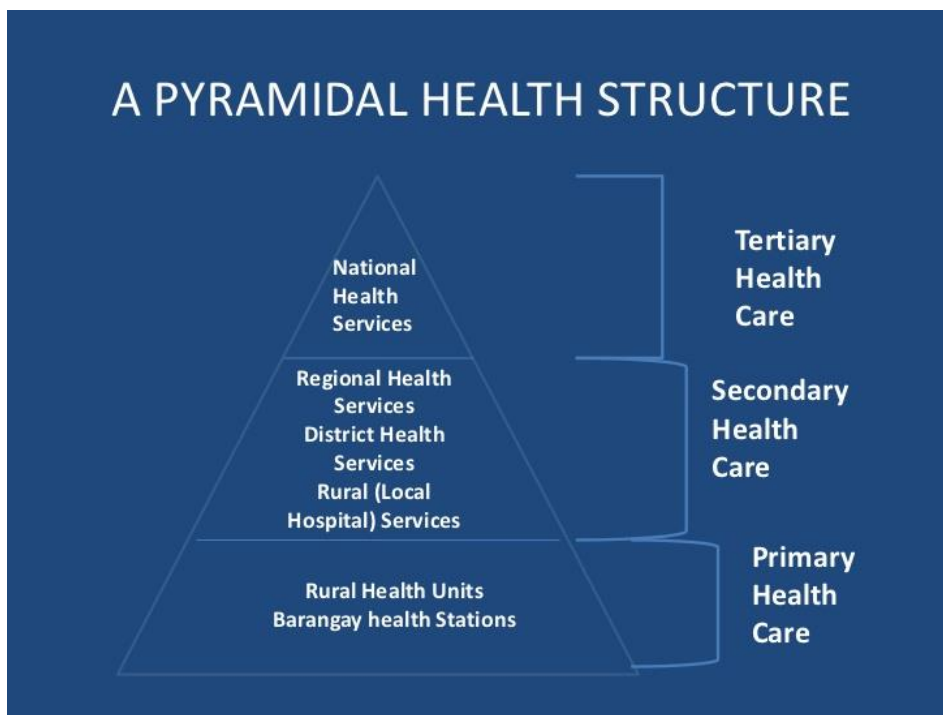 A PYRAMIDAL HEALTH STRUCTURE
National
Health
Services
Tertiary
Health
Care
Regional Health
Services
District Health
Services
Rural (Local
Hospital) Services
Secondary
Health
Care
Rural Health Units
Barangay health Stations
Primary
Health
Care